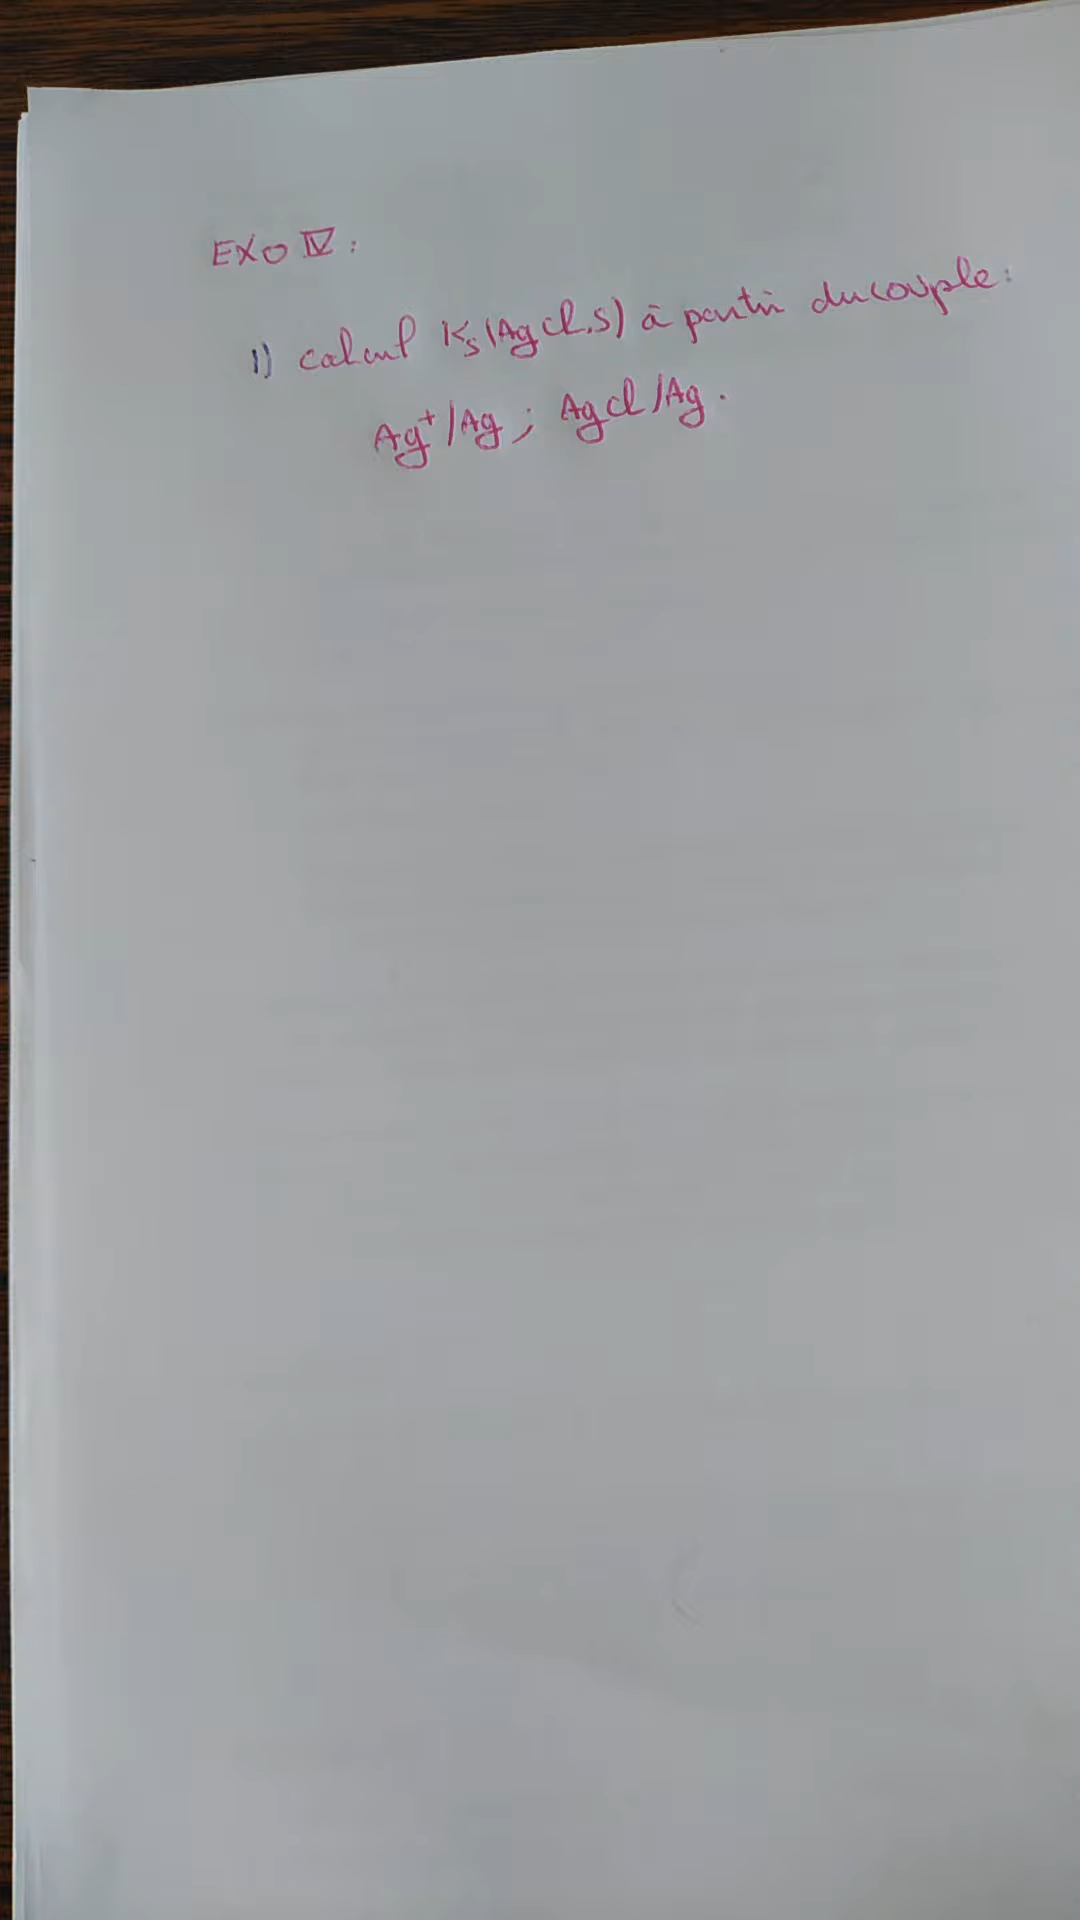 EXO IV:
1) calcul Ks(AgCl,s) à partir du couple:
Ag⁺/Ag ; AgCl/Ag.